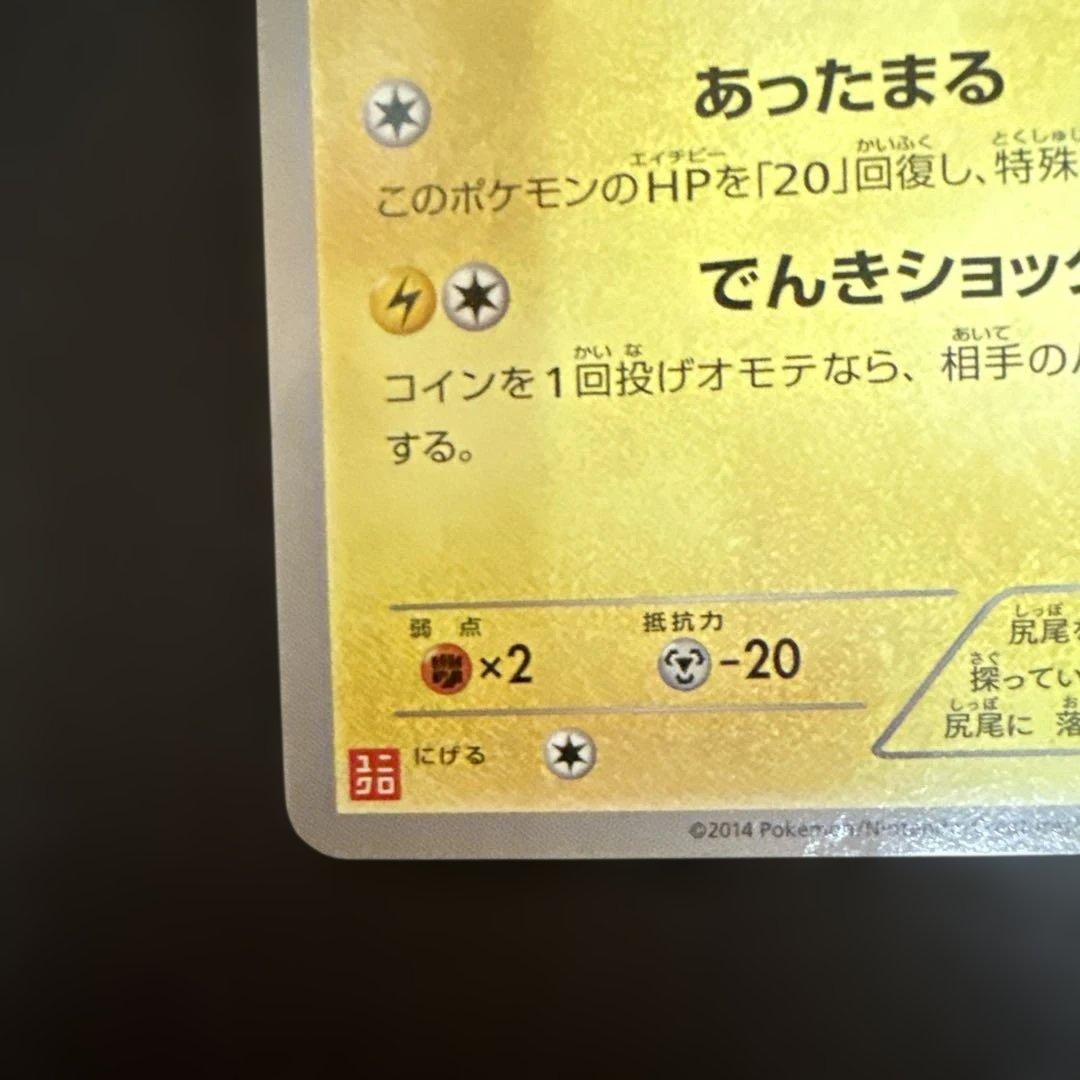 あったまる
エイチピー かいふく とくしゅ
このポケモンのHPを「20」回復し、特殊
でんきショック
かい な あいて
コインを1回投げオモテなら、相手の
する。
弱点 抵抗力
×2 -20
しっぽ
尻尾
さぐ
探ってい
しっぽ お
尻尾に 落
にげる
ユニクロ
©2014 Pokémon/Nintendo/Creatures